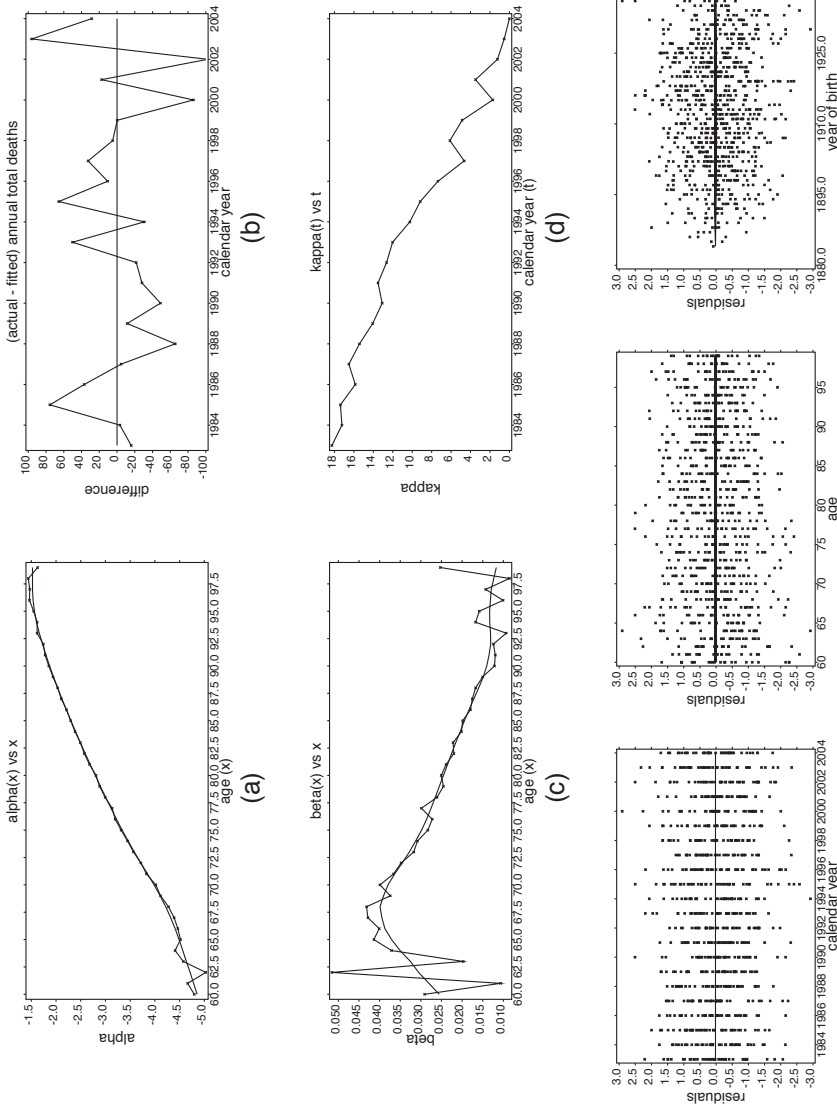 alpha(x) vs x
alpha
-1.5
-2.0
-2.5
-3.0
-3.5
-4.0
-4.5
-5.0
60.0 62.5 65.0 67.5 70.0 72.5 75.0 77.5 80.0 82.5 85.0 87.5 90.0 92.5 95.0 97.5
age (x)
(a)
(actual - fitted) annual total deaths
difference
100
80
60
40
20
0
-20
-40
-60
-80
-100
1984 1986 1988 1990 1992 1994 1996 1998 2000 2002 2004
calendar year
(b)
beta(x) vs x
beta
0.050
0.045
0.040
0.035
0.030
0.025
0.020
0.015
0.010
60.0 62.5 65.0 67.5 70.0 72.5 75.0 77.5 80.0 82.5 85.0 87.5 90.0 92.5 95.0 97.5
age (x)
(c)
kappa(t) vs t
kappa
18
16
14
12
10
8
6
4
2
0
1984 1986 1988 1990 1992 1994 1996 1998 2000 2002 2004
calendar year (t)
(d)
residuals
3.0
2.5
2.0
1.5
1.0
0.5
0.0
-0.5
-1.0
-1.5
-2.0
-2.5
-3.0
1984 1986 1988 1990 1992 1994 1996 1998 2000 2002 2004
calendar year
residuals
3.0
2.5
2.0
1.5
1.0
0.5
0.0
-0.5
-1.0
-1.5
-2.0
-2.5
-3.0
60 65 70 75 80 85 90 95
age
residuals
3.0
2.5
2.0
1.5
1.0
0.5
0.0
-0.5
-1.0
-1.5
-2.0
-2.5
-3.0
1880.0 1895.0 1910.0 1925.0
year of birth